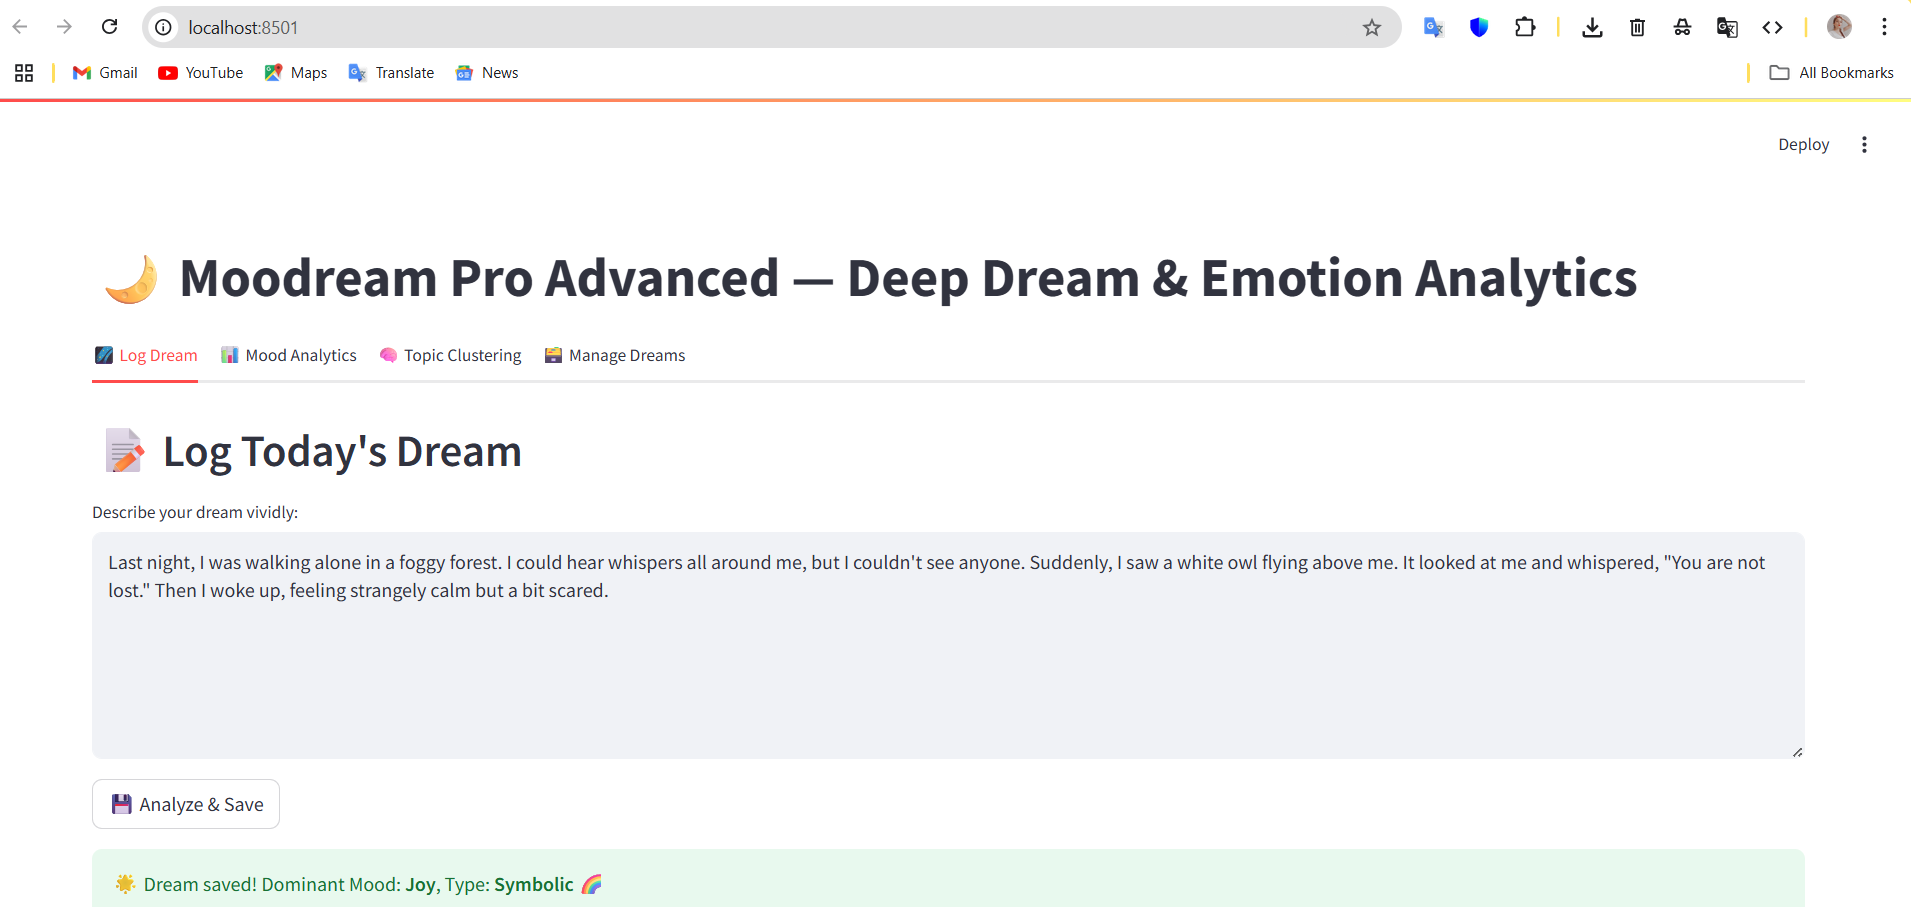 localhost:8501
Gmail YouTube Maps Translate News All Bookmarks
Deploy
Moodream Pro Advanced — Deep Dream & Emotion Analytics
Log Dream Mood Analytics Topic Clustering Manage Dreams
Log Today's Dream
Describe your dream vividly:
Last night, I was walking alone in a foggy forest. I could hear whispers all around me, but I couldn't see anyone. Suddenly, I saw a white owl flying above me. It looked at me and whispered, "You are not
lost." Then I woke up, feeling strangely calm but a bit scared.
Analyze & Save
Dream saved! Dominant Mood: Joy, Type: Symbolic